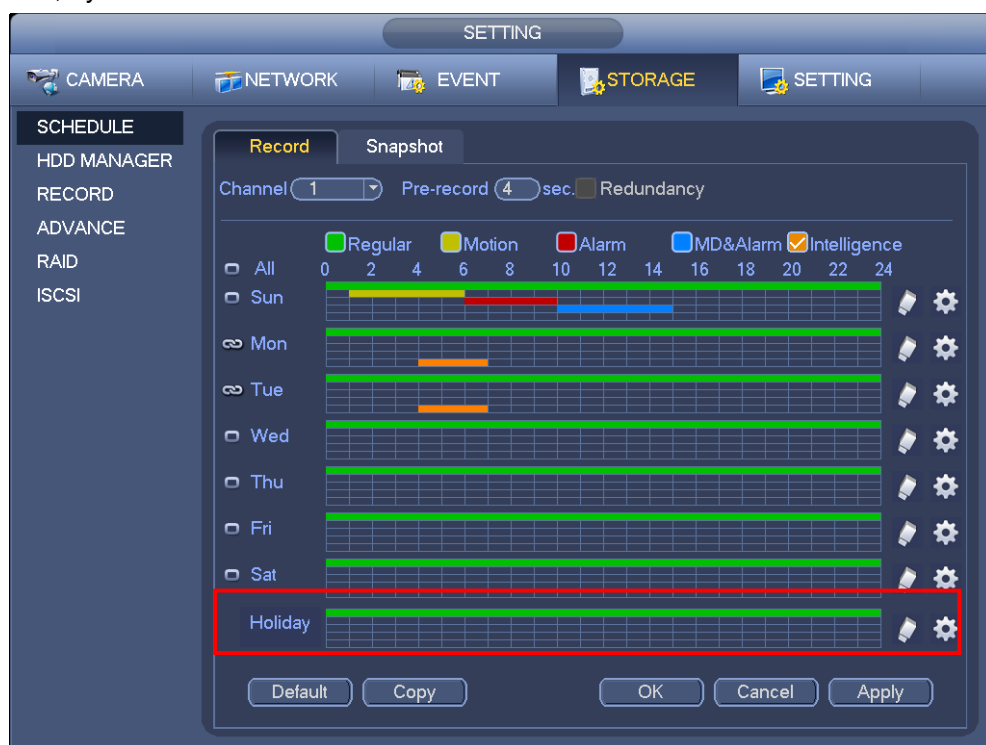 SETTING
CAMERA NETWORK EVENT STORAGE SETTING
SCHEDULE
HDD MANAGER
RECORD
ADVANCE
RAID
ISCSI
Record Snapshot
Channel 1 Pre-record 4 sec. Redundancy
Regular Motion Alarm MD&Alarm Intelligence
All 0 2 4 6 8 10 12 14 16 18 20 22 24
Sun
Mon
Tue
Wed
Thu
Fri
Sat
Holiday
Default Copy OK Cancel Apply